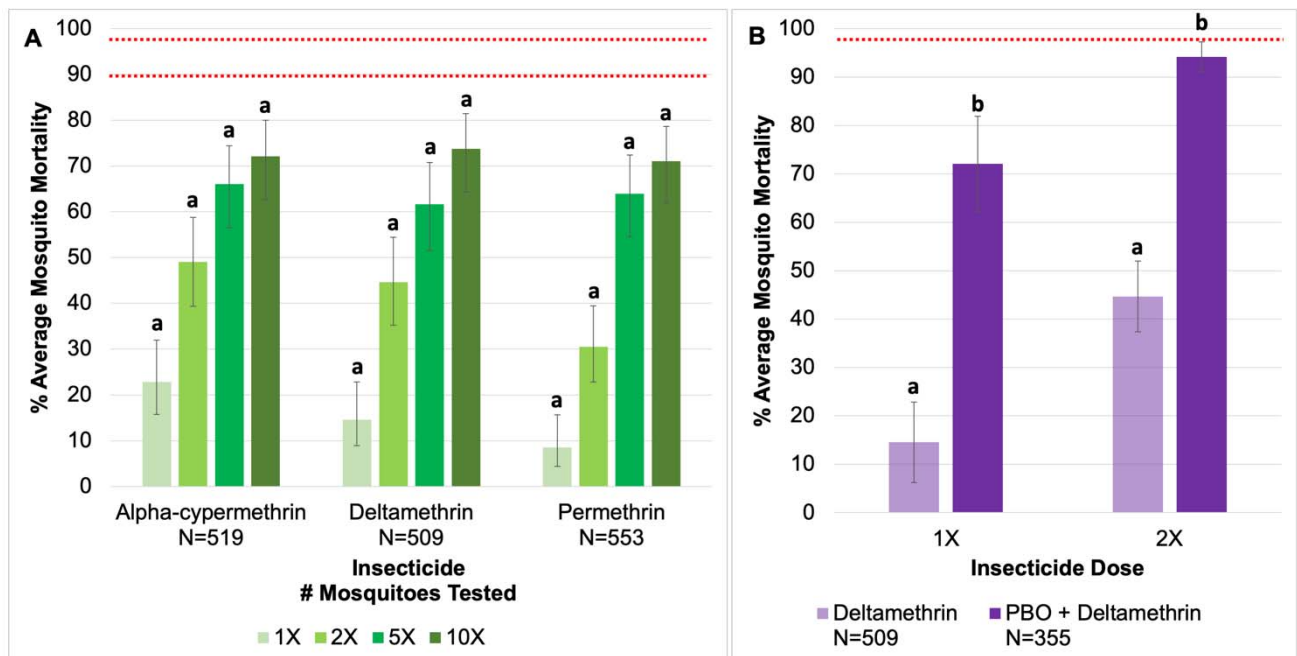 A
% Average Mosquito Mortality
100
90
80
70
60
50
40
30
20
10
0
a a a a a a a a a a a a
Alpha-cypermethrin Deltamethrin Permethrin
N=519 N=509 N=553
Insecticide
# Mosquitoes Tested
1X 2X 5X 10X
B
% Average Mosquito Mortality
100
90
80
70
60
50
40
30
20
10
0
a b a b
1X 2X
Insecticide Dose
Deltamethrin PBO + Deltamethrin
N=509 N=355